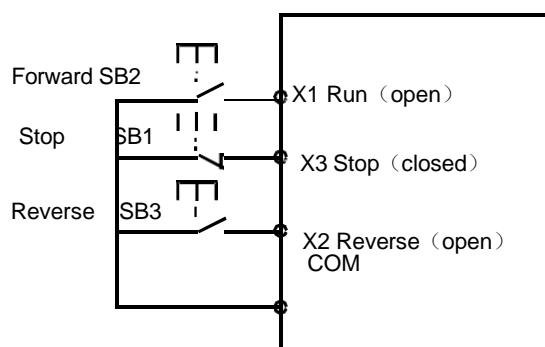 Forward SB2
X1 Run（open）
Stop SB1
X3 Stop（closed）
Reverse SB3
X2 Reverse（open）
COM